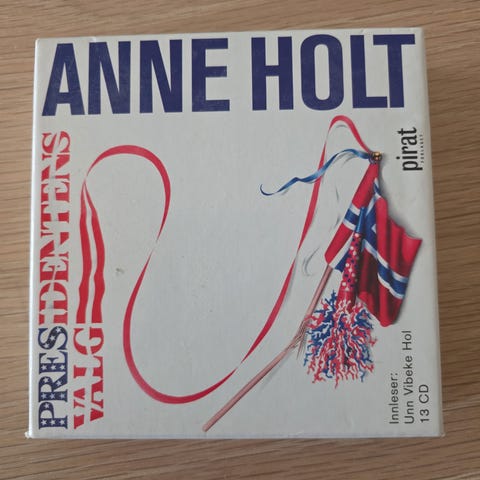 ANNE HOLT
PRESIDENTENS
VALG
pirat
FORLAGET
Innleser:
Unn Vibeke Hol
13 CD